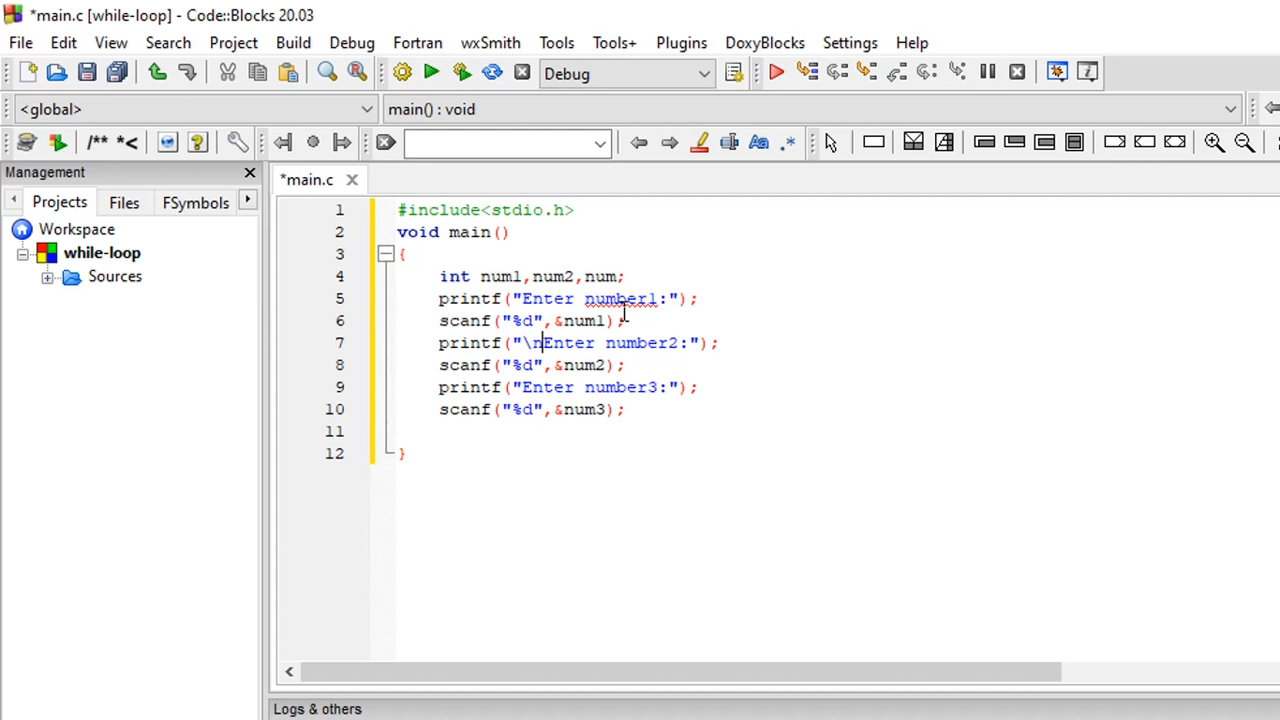 *main.c [while-loop] - Code::Blocks 20.03
File Edit View Search Project Build Debug Fortran wxSmith Tools Tools+ Plugins DoxyBlocks Settings Help
Debug
<global> main() : void
/** *<
Management
Projects Files FSymbols
Workspace
while-loop
Sources
*main.c
1 #include<stdio.h>
2 void main()
3 {
4 int num1,num2,num;
5 printf("Enter number1:");
6 scanf("%d",&num1);
7 printf("\nEnter number2:");
8 scanf("%d",&num2);
9 printf("Enter number3:");
10 scanf("%d",&num3);
11
12 }
Logs & others